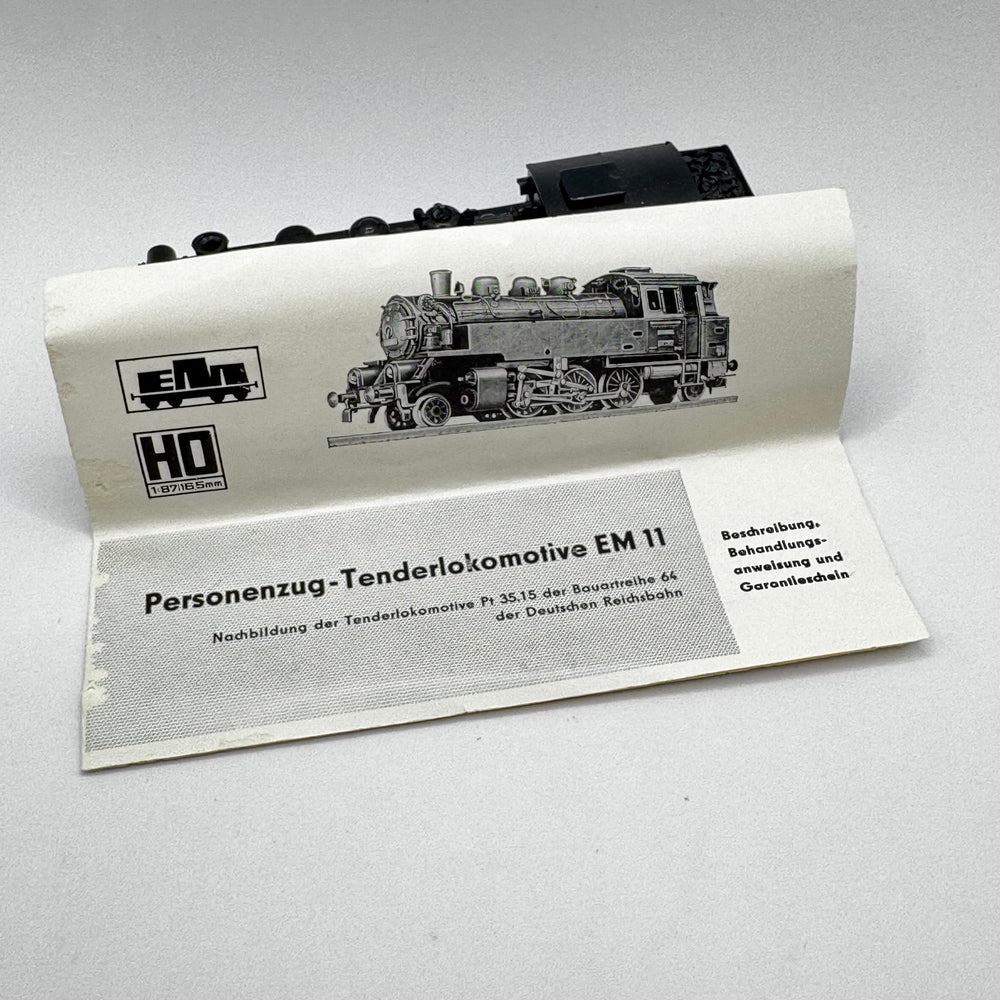 EM
HO
1:87|16,5mm
Personenzug-Tenderlokomotive EM 11
Nachbildung der Tenderlokomotive Pt 35.15 der Bauartreihe 64
der Deutschen Reichsbahn
Beschreibung,
Behandlungs-
anweisung und
Garantieschein